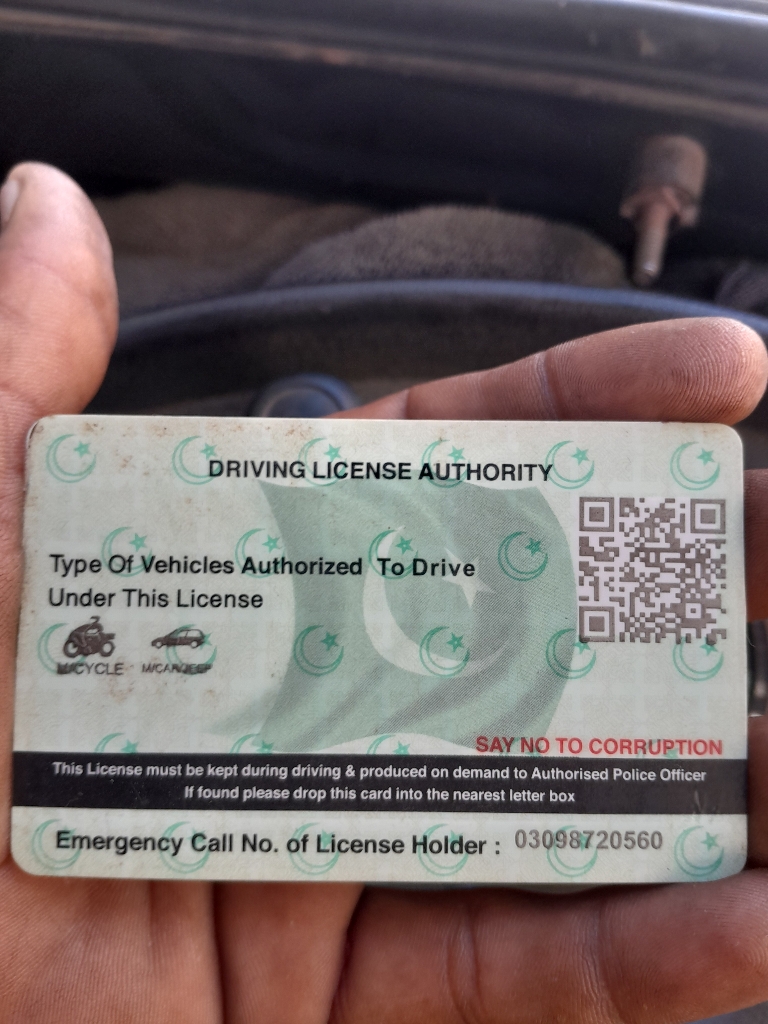 DRIVING LICENSE AUTHORITY
Type Of Vehicles Authorized To Drive
Under This License
M/CYCLE M/CAR/JEEP
SAY NO TO CORRUPTION
This License must be kept during driving & produced on demand to Authorised Police Officer
If found please drop this card into the nearest letter box
Emergency Call No. of License Holder : 03098720560